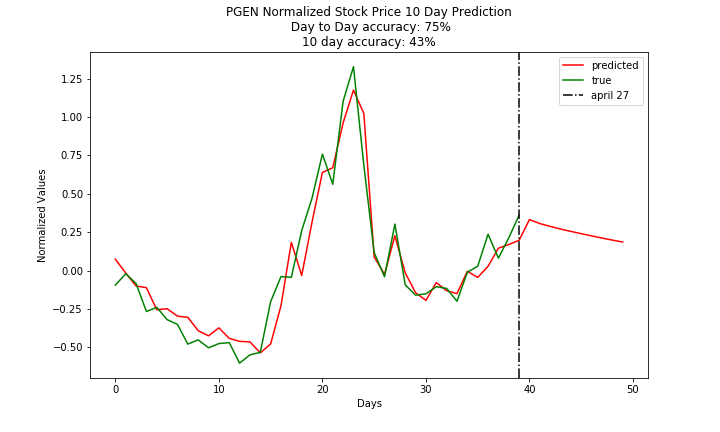 PGEN Normalized Stock Price 10 Day Prediction
Day to Day accuracy: 75%
10 day accuracy: 43%
predicted
true
april 27
1.25
1.00
0.75
0.50
0.25
0.00
−0.25
−0.50
Normalized Values
0 10 20 30 40 50
Days